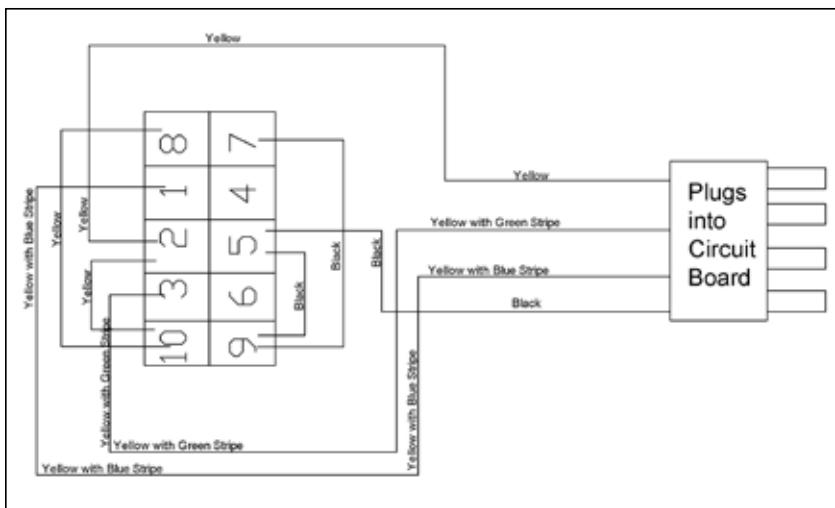 Yellow
8
7
Yellow
Plugs
into
Circuit
Board
1
4
Yellow with Blue Stripe
Yellow
Yellow
Yellow with Green Stripe
2
5
Black
Black
Yellow with Blue Stripe
3
6
Yellow
Black
Black
10
9
Yellow with Green Stripe
Yellow with Blue Stripe
Yellow with Green Stripe
Yellow with Blue Stripe